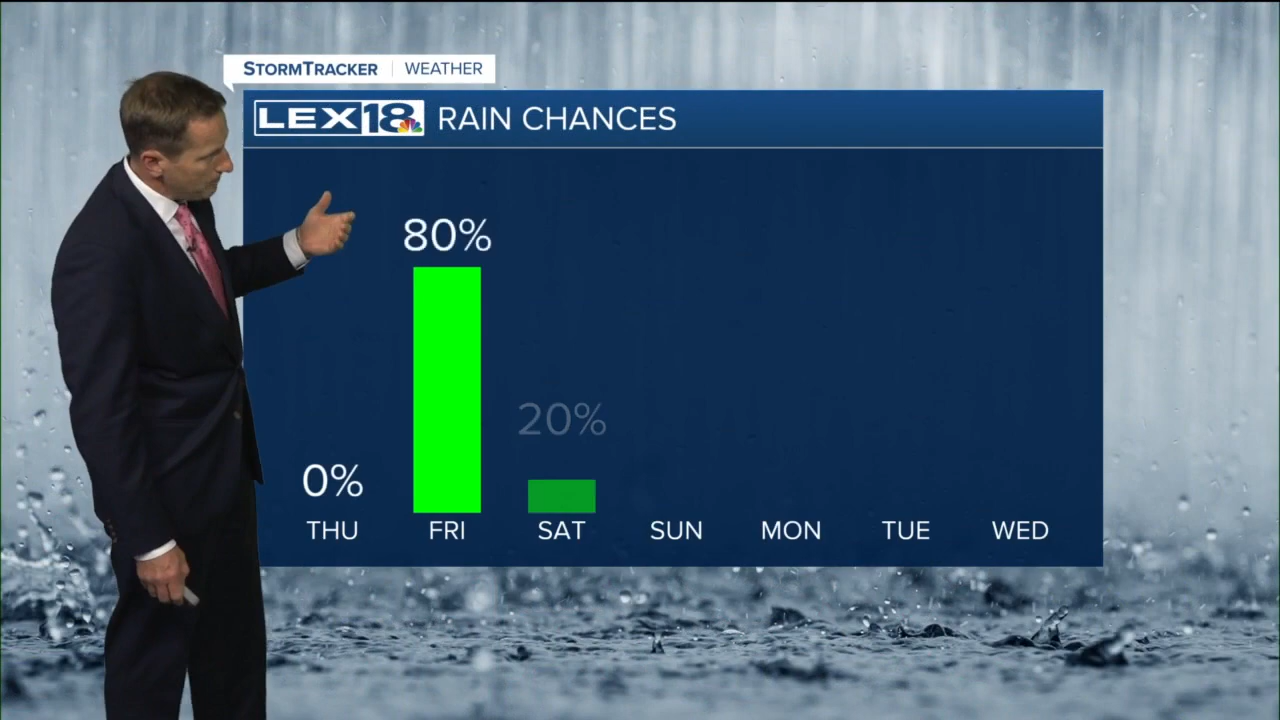 STORMTRACKER | WEATHER
LEX18 RAIN CHANCES
80%
20%
0%
THU FRI SAT SUN MON TUE WED